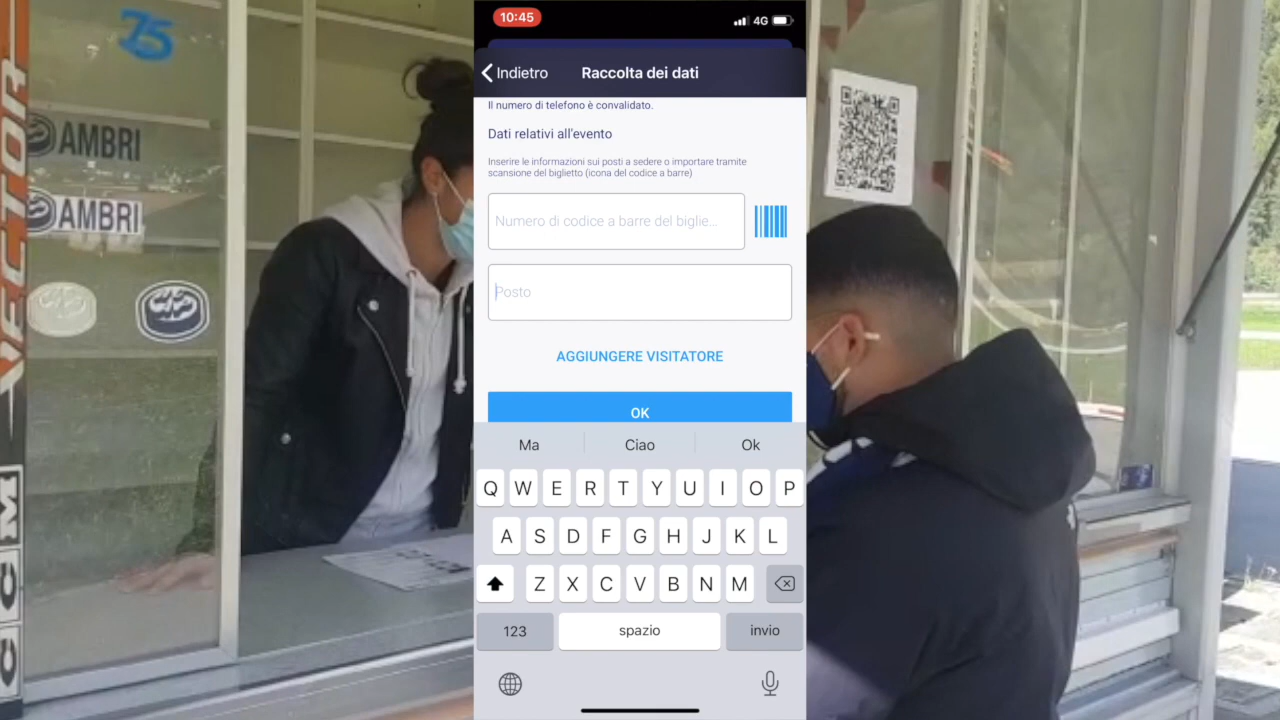 75
AMBRÌ
AMBRÌ
VECTOR
CCM
10:45
4G
Indietro
Raccolta dei dati
Il numero di telefono è convalidato.
Dati relativi all'evento
Inserire le informazioni sui posti a sedere o importare tramite
scansione del biglietto (icona del codice a barre)
Numero di codice a barre del biglie...
Posto
AGGIUNGERE VISITATORE
OK
Ma
Ciao
Ok
Q W E R T Y U I O P
A S D F G H J K L
Z X C V B N M
123
spazio
invio